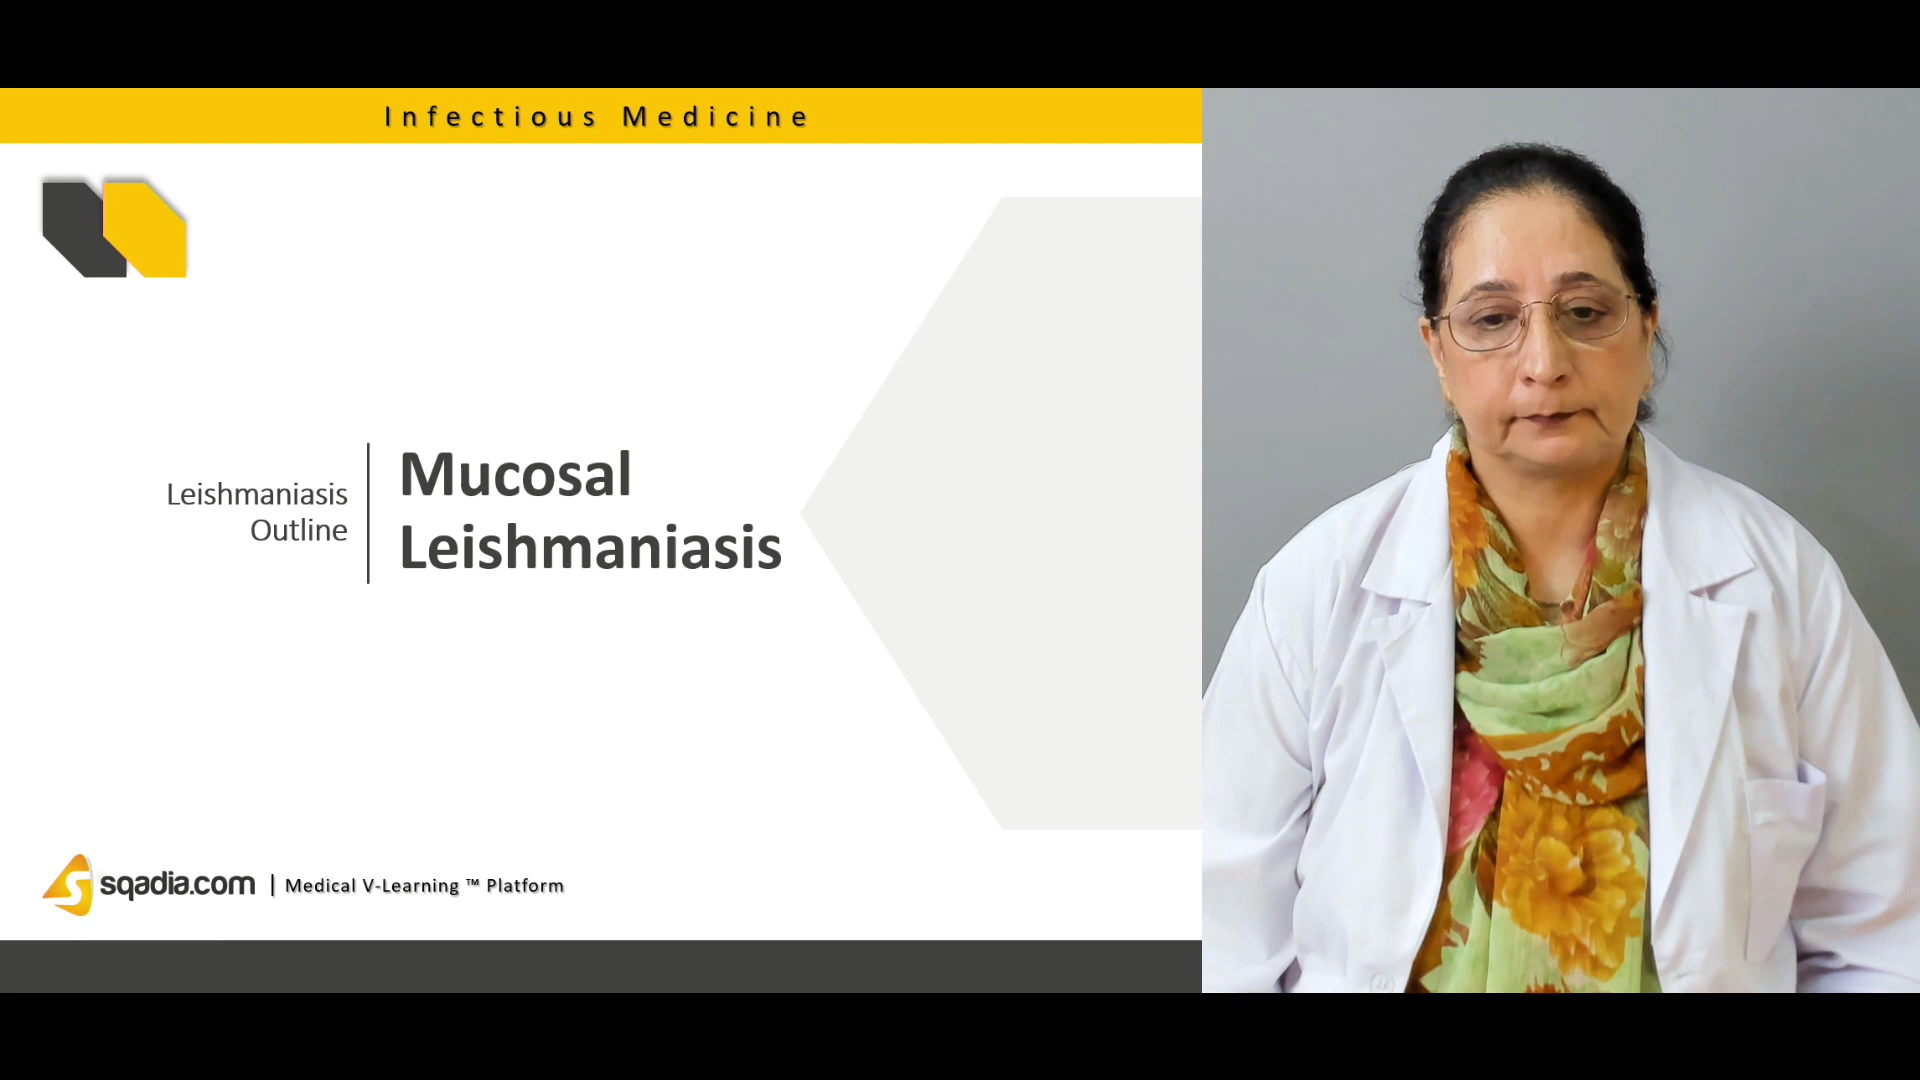 Infectious Medicine
Leishmaniasis
Outline
Mucosal
Leishmaniasis
sqadia.com | Medical V-Learning ™ Platform